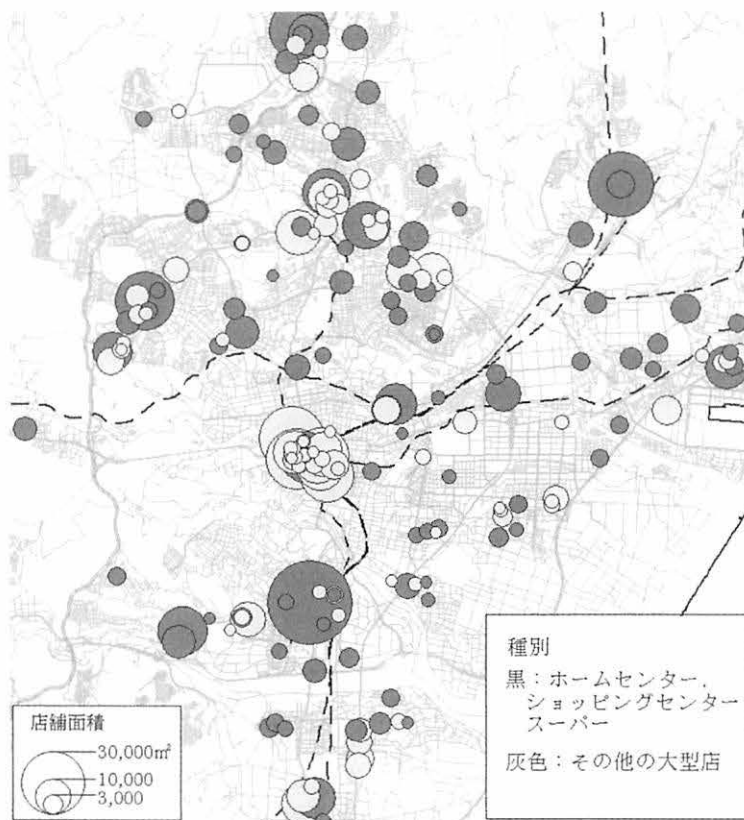 種別
黒：ホームセンター，
ショッピングセンター
スーパー
灰色：その他の大型店
店舗面積
30,000㎡
10,000
3,000